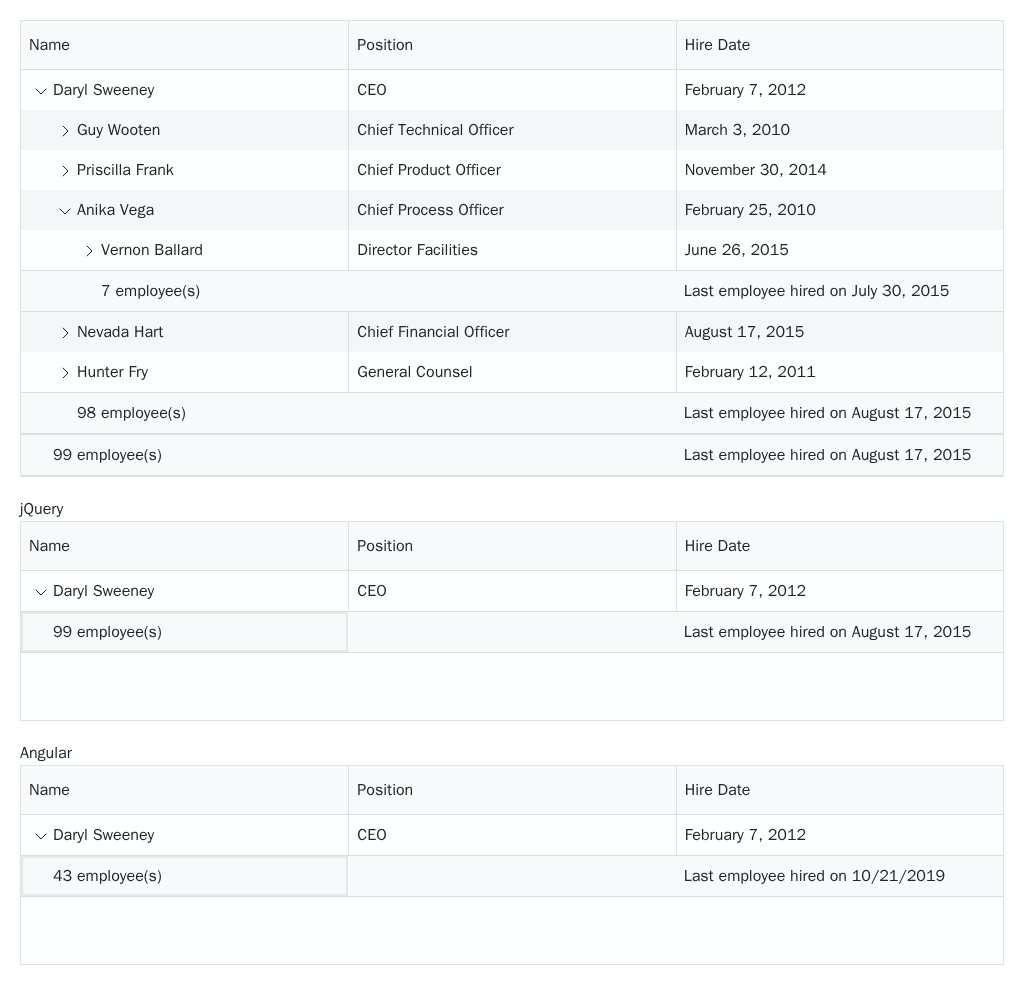 Name Position Hire Date
Daryl Sweeney CEO February 7, 2012
Guy Wooten Chief Technical Officer March 3, 2010
Priscilla Frank Chief Product Officer November 30, 2014
Anika Vega Chief Process Officer February 25, 2010
Vernon Ballard Director Facilities June 26, 2015
7 employee(s) Last employee hired on July 30, 2015
Nevada Hart Chief Financial Officer August 17, 2015
Hunter Fry General Counsel February 12, 2011
98 employee(s) Last employee hired on August 17, 2015
99 employee(s) Last employee hired on August 17, 2015
jQuery
Name Position Hire Date
Daryl Sweeney CEO February 7, 2012
99 employee(s) Last employee hired on August 17, 2015
Angular
Name Position Hire Date
Daryl Sweeney CEO February 7, 2012
43 employee(s) Last employee hired on 10/21/2019